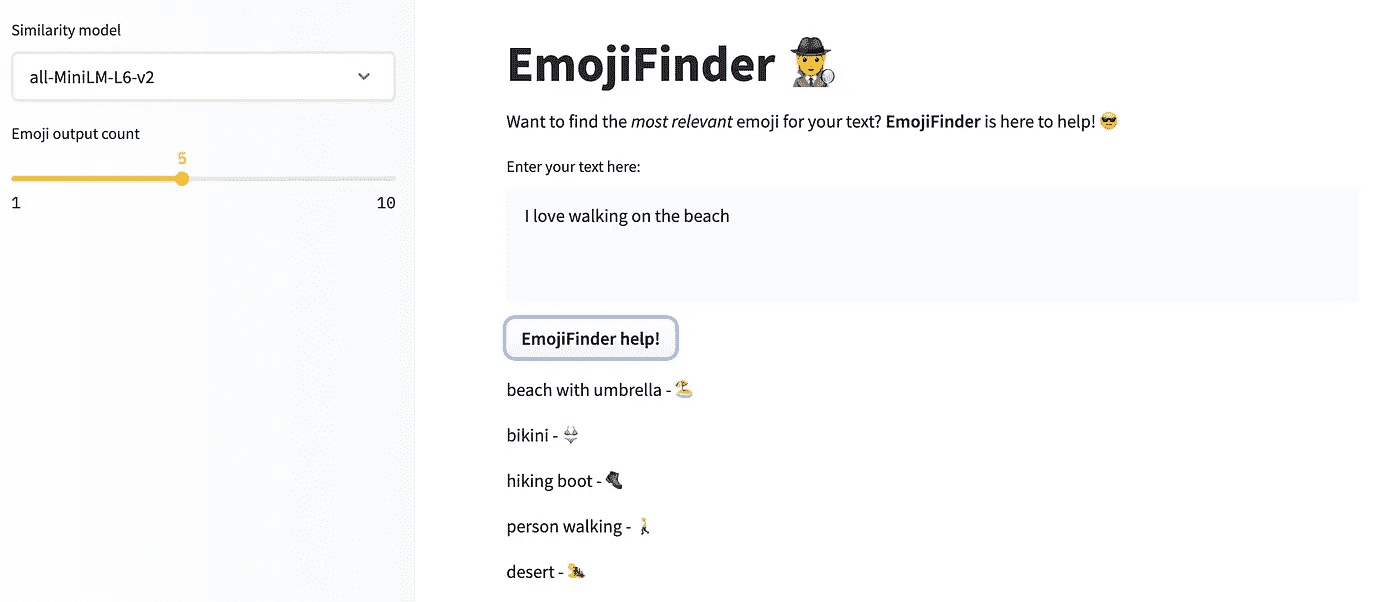 Similarity model
all-MiniLM-L6-v2
Emoji output count
5
1 10
EmojiFinder 🕵️
Want to find the most relevant emoji for your text? EmojiFinder is here to help! 😎
Enter your text here:
I love walking on the beach
EmojiFinder help!
beach with umbrella - 🏖️
bikini - 👙
hiking boot - 🥾
person walking - 🚶
desert - 🏜️